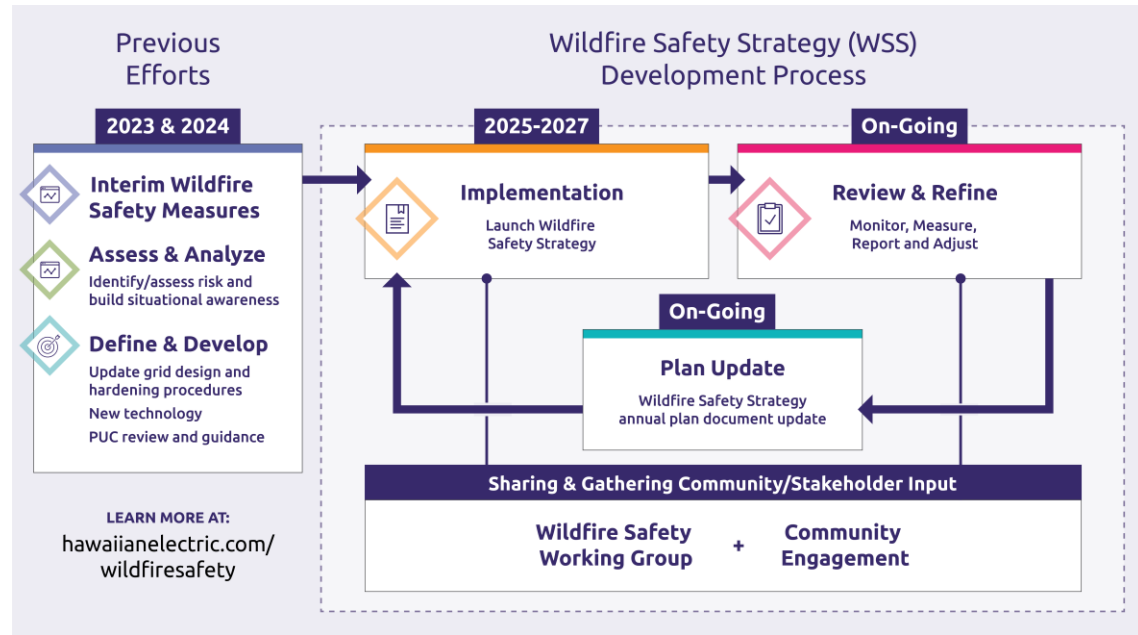 Previous
Efforts
2023 & 2024
Interim Wildfire
Safety Measures
Assess & Analyze
Identify/assess risk and
build situational awareness
Define & Develop
Update grid design and
hardening procedures
New technology
PUC review and guidance
LEARN MORE AT:
hawaiianelectric.com/
wildfiresafety
Wildfire Safety Strategy (WSS)
Development Process
2025-2027
Implementation
Launch Wildfire
Safety Strategy
On-Going
Review & Refine
Monitor, Measure,
Report and Adjust
On-Going
Plan Update
Wildfire Safety Strategy
annual plan document update
Sharing & Gathering Community/Stakeholder Input
Wildfire Safety
Working Group
+
Community
Engagement